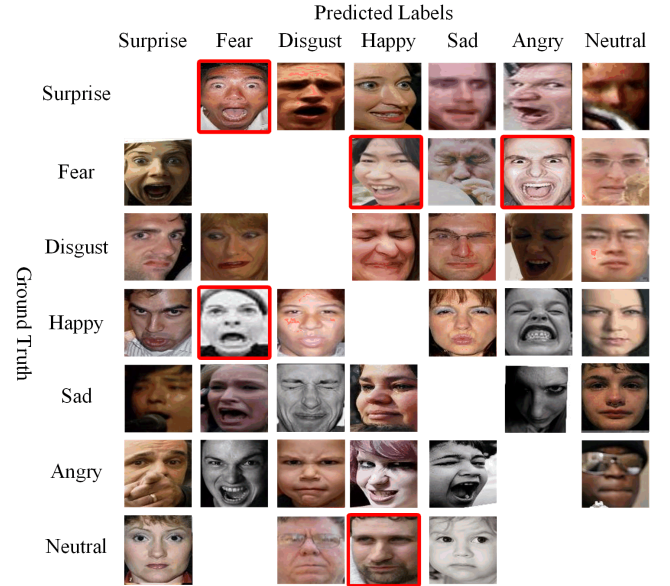 Predicted Labels
Surprise Fear Disgust Happy Sad Angry Neutral
Surprise
Fear
Disgust
Ground Truth
Happy
Sad
Angry
Neutral